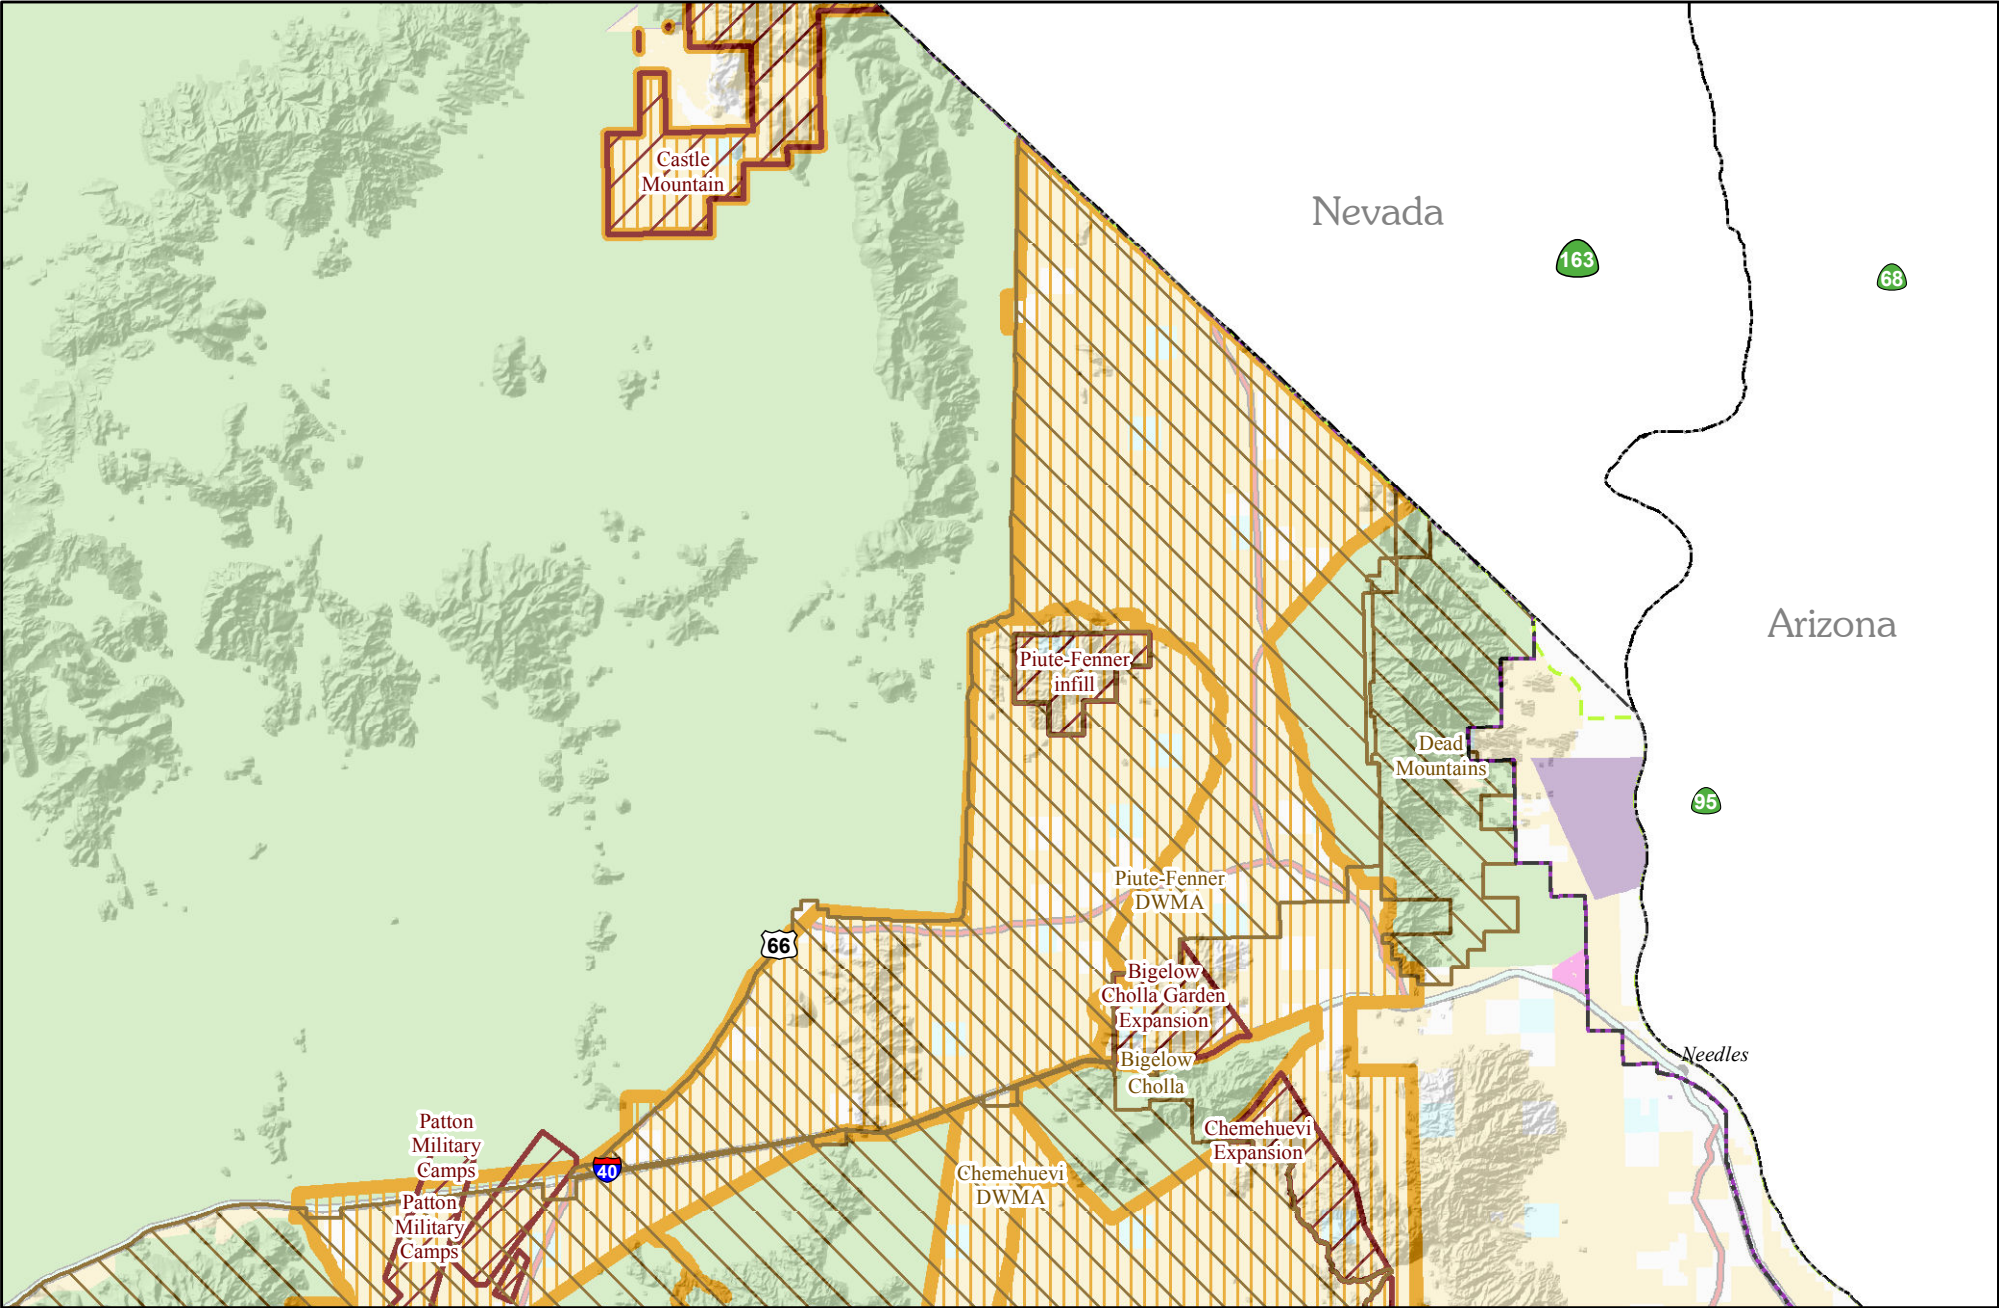 Castle
Mountain
Nevada
163
68
Arizona
Piute-Fenner
infill
Dead
Mountains
95
Piute-Fenner
DWMA
66
Bigelow
Cholla Garden
Expansion
Bigelow
Cholla
Needles
Patton
Military
Camps
Chemehuevi
Expansion
40
Chemehuevi
DWMA
Patton
Military
Camps